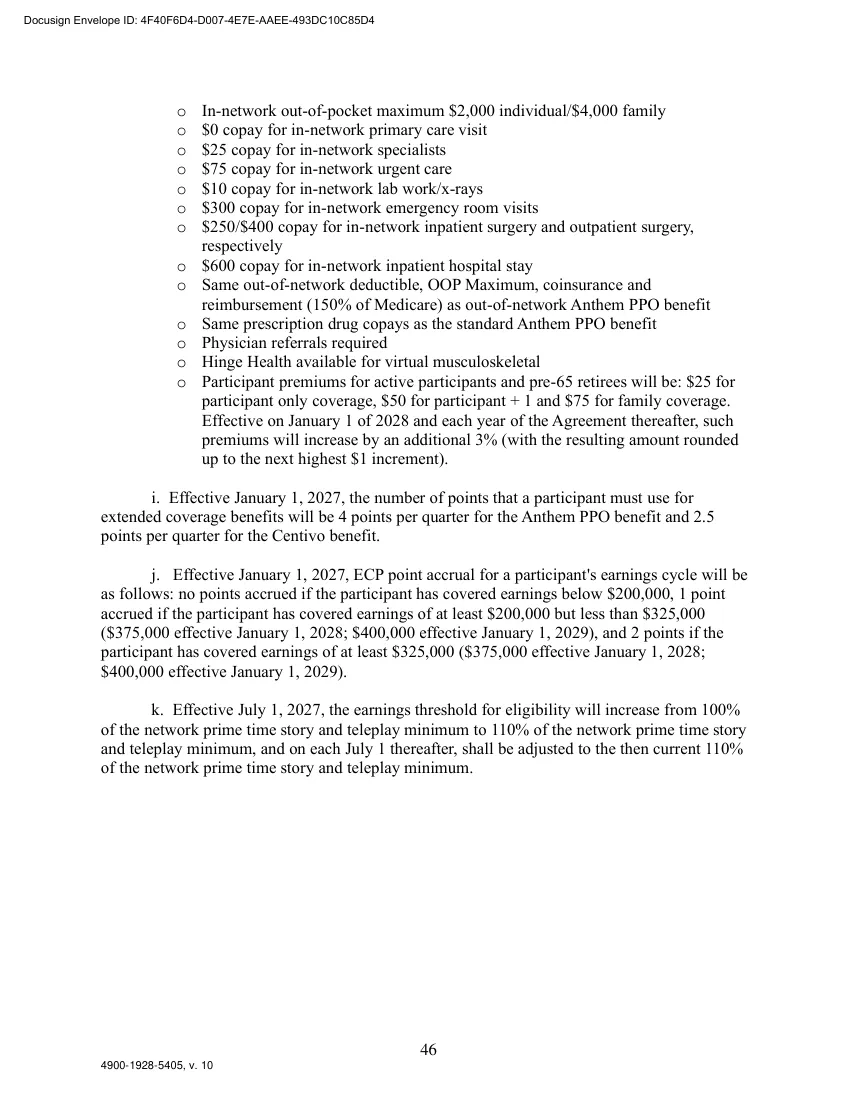 Docusign Envelope ID: 4F40F6D4-D007-4E7E-AAEE-493DC10C85D4
o In-network out-of-pocket maximum $2,000 individual/$4,000 family
o $0 copay for in-network primary care visit
o $25 copay for in-network specialists
o $75 copay for in-network urgent care
o $10 copay for in-network lab work/x-rays
o $300 copay for in-network emergency room visits
o $250/$400 copay for in-network inpatient surgery and outpatient surgery,
respectively
o $600 copay for in-network inpatient hospital stay
o Same out-of-network deductible, OOP Maximum, coinsurance and
reimbursement (150% of Medicare) as out-of-network Anthem PPO benefit
o Same prescription drug copays as the standard Anthem PPO benefit
o Physician referrals required
o Hinge Health available for virtual musculoskeletal
o Participant premiums for active participants and pre-65 retirees will be: $25 for
participant only coverage, $50 for participant + 1 and $75 for family coverage.
Effective on January 1 of 2028 and each year of the Agreement thereafter, such
premiums will increase by an additional 3% (with the resulting amount rounded
up to the next highest $1 increment).
i. Effective January 1, 2027, the number of points that a participant must use for
extended coverage benefits will be 4 points per quarter for the Anthem PPO benefit and 2.5
points per quarter for the Centivo benefit.
j. Effective January 1, 2027, ECP point accrual for a participant's earnings cycle will be
as follows: no points accrued if the participant has covered earnings below $200,000, 1 point
accrued if the participant has covered earnings of at least $200,000 but less than $325,000
($375,000 effective January 1, 2028; $400,000 effective January 1, 2029), and 2 points if the
participant has covered earnings of at least $325,000 ($375,000 effective January 1, 2028;
$400,000 effective January 1, 2029).
k. Effective July 1, 2027, the earnings threshold for eligibility will increase from 100%
of the network prime time story and teleplay minimum to 110% of the network prime time story
and teleplay minimum, and on each July 1 thereafter, shall be adjusted to the then current 110%
of the network prime time story and teleplay minimum.
46
4900-1928-5405, v. 10